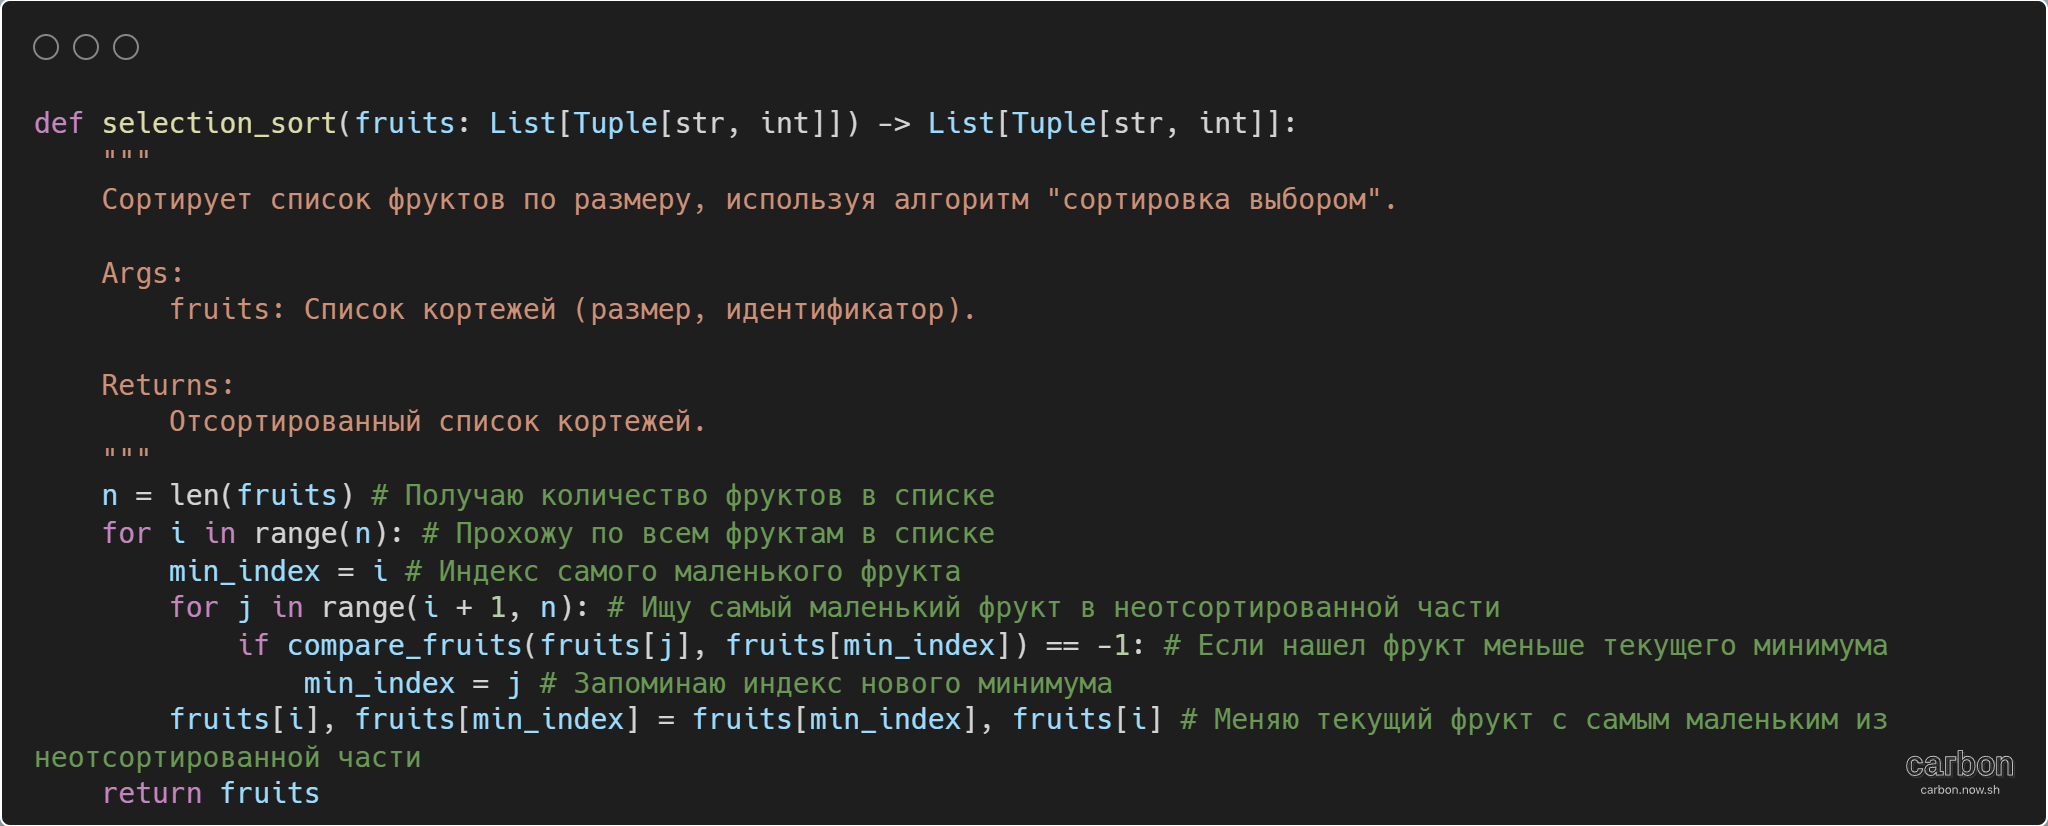 def selection_sort(fruits: List[Tuple[str, int]]) -> List[Tuple[str, int]]:
    """
    Сортирует список фруктов по размеру, используя алгоритм "сортировка выбором".

    Args:
        fruits: Список кортежей (размер, идентификатор).

    Returns:
        Отсортированный список кортежей.
    """
    n = len(fruits) # Получаю количество фруктов в списке
    for i in range(n): # Прохожу по всем фруктам в списке
        min_index = i # Индекс самого маленького фрукта
        for j in range(i + 1, n): # Ищу самый маленький фрукт в неотсортированной части
            if compare_fruits(fruits[j], fruits[min_index]) == -1: # Если нашел фрукт меньше текущего минимума
                min_index = j # Запоминаю индекс нового минимума
        fruits[i], fruits[min_index] = fruits[min_index], fruits[i] # Меняю текущий фрукт с самым маленьким из
неотсортированной части
    return fruits
carbon
carbon.now.sh